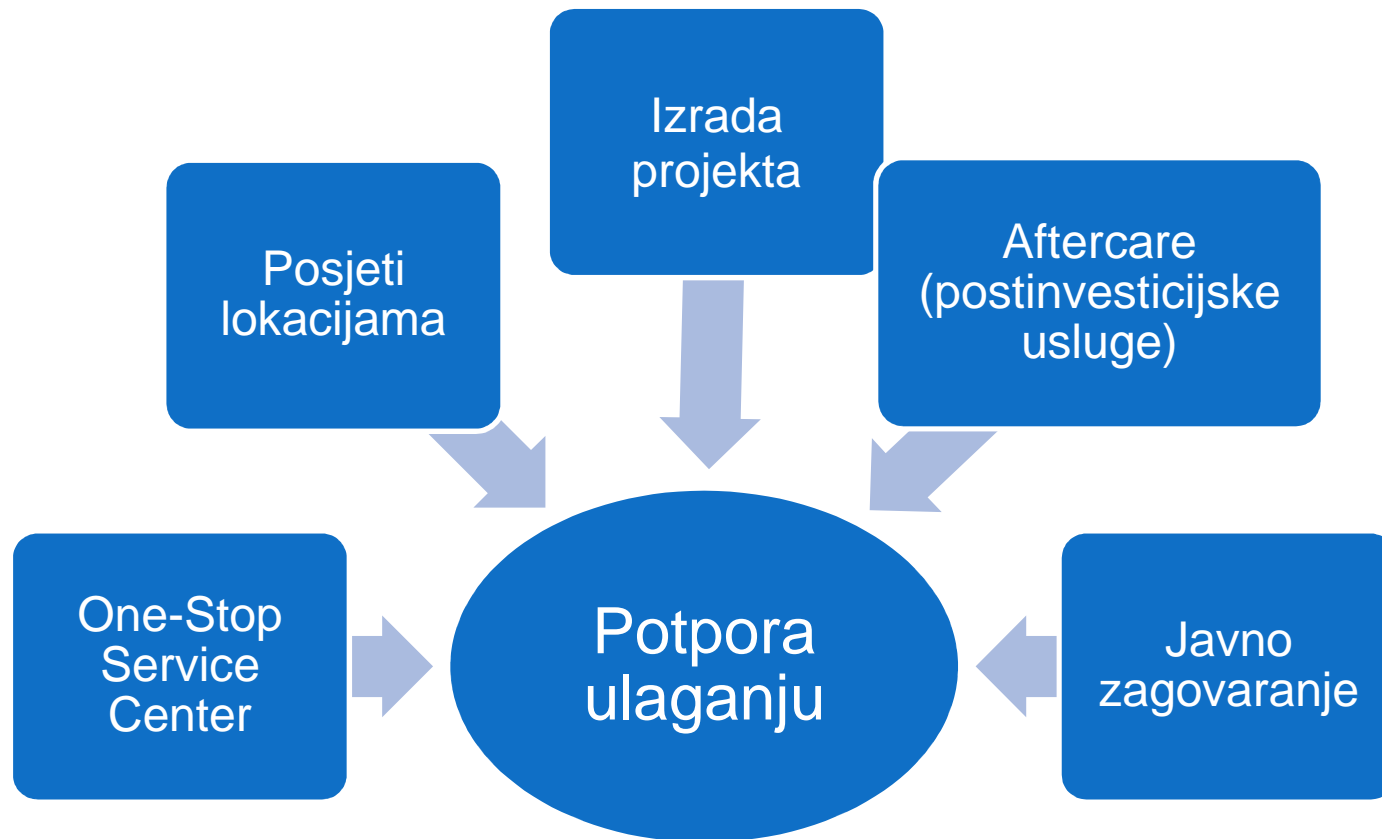 Izrada
projekta
Posjeti
lokacijama
Aftercare
(postinvesticijske
usluge)
One-Stop
Service
Center
Potpora
ulaganju
Javno
zagovaranje